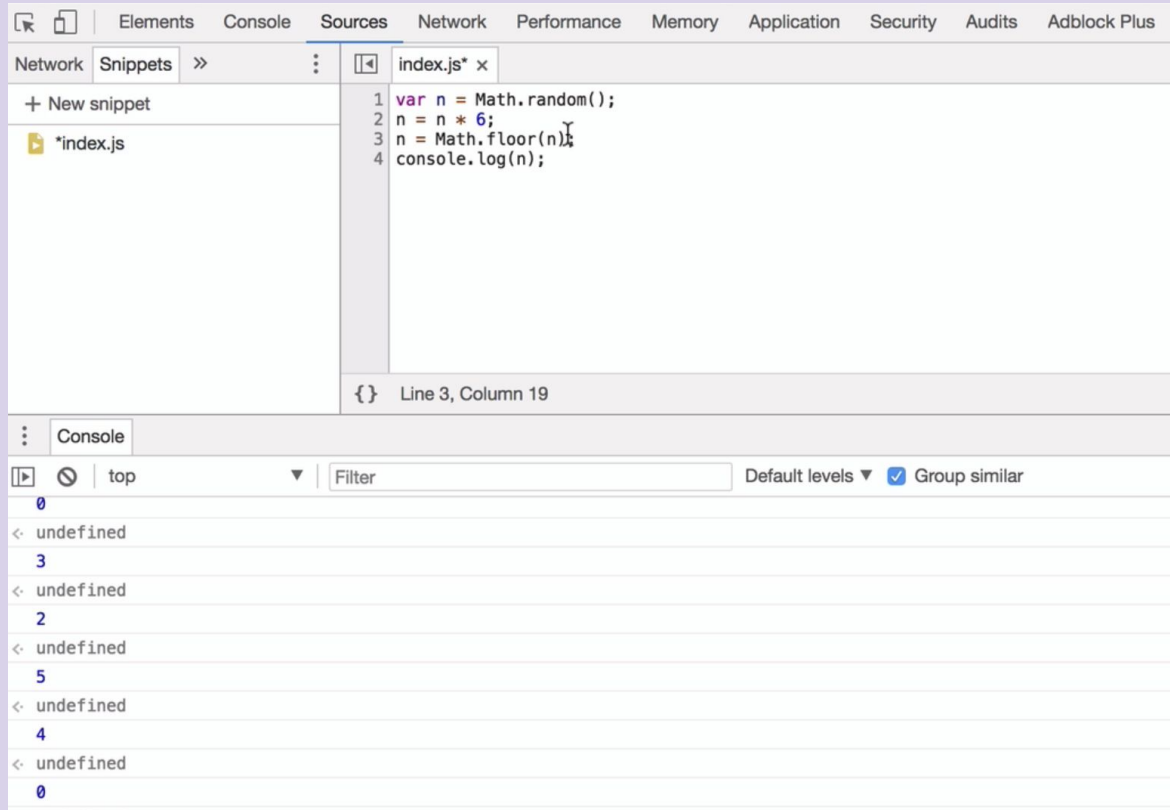 Elements Console Sources Network Performance Memory Application Security Audits Adblock Plus
Network Snippets » index.js* ×
+ New snippet
*index.js
1 var n = Math.random();
2 n = n * 6;
3 n = Math.floor(n);
4 console.log(n);
{} Line 3, Column 19
Console
top ▼ Filter Default levels ▼ Group similar
0
undefined
3
undefined
2
undefined
5
undefined
4
undefined
0